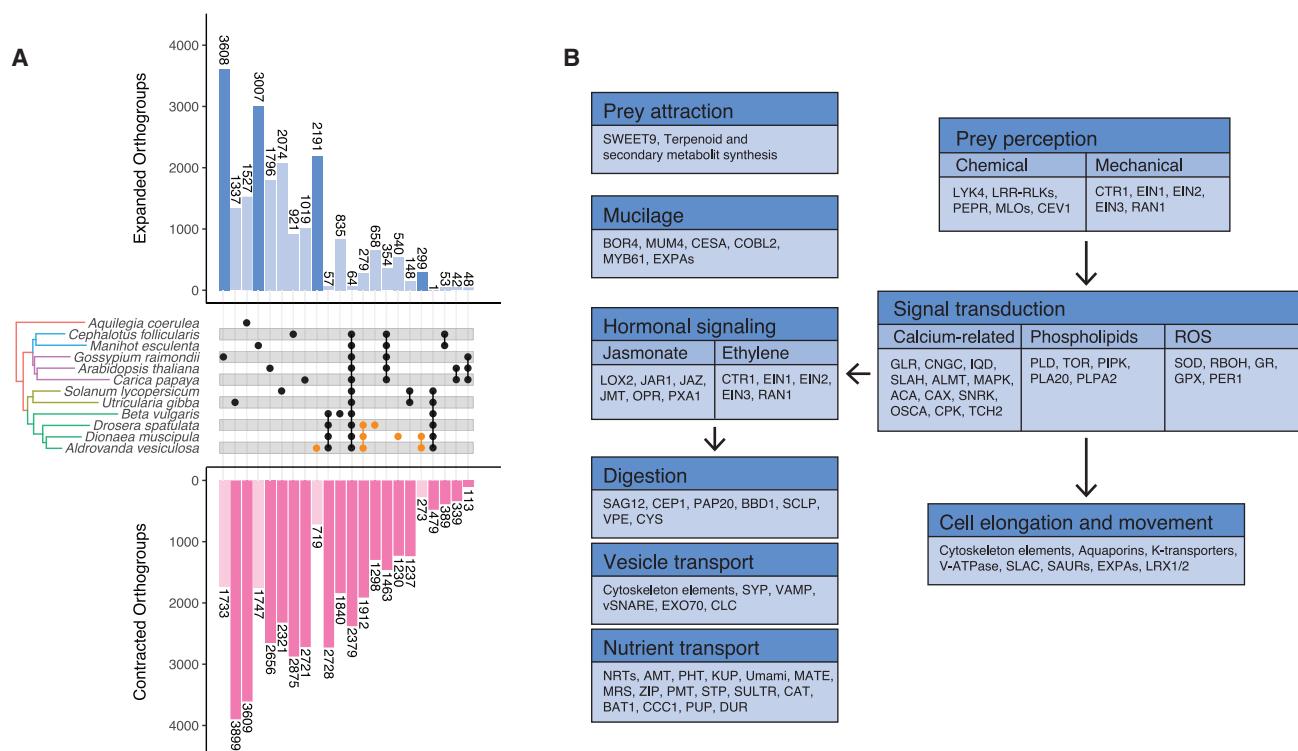 A
Expanded Orthogroups
4000
3000
2000
1000
0
3608
1337
1527
3007
1796
2074
921
1019
2191
57
835
64
279
658
354
540
148
299
1
53
42
48
Aquilegia coerulea
Cephalotus follicularis
Manihot esculenta
Gossypium raimondii
Arabidopsis thaliana
Carica papaya
Solanum lycopersicum
Utricularia gibba
Beta vulgaris
Drosera spatulata
Dionaea muscipula
Aldrovanda vesiculosa
Contracted Orthogroups
0
1000
2000
3000
4000
1733
3899
3609
1747
2656
2321
2875
2721
719
2728
1840
2379
1912
1298
1463
1230
1237
273
479
389
339
113
B
Prey attraction
SWEET9, Terpenoid and
secondary metabolit synthesis
Mucilage
BOR4, MUM4, CESA, COBL2,
MYB61, EXPAs
Hormonal signaling
Jasmonate
LOX2, JAR1, JAZ,
JMT, OPR, PXA1
Ethylene
CTR1, EIN1, EIN2,
EIN3, RAN1
Digestion
SAG12, CEP1, PAP20, BBD1, SCLP,
VPE, CYS
Vesicle transport
Cytoskeleton elements, SYP, VAMP,
vSNARE, EXO70, CLC
Nutrient transport
NRTs, AMT, PHT, KUP, Umami, MATE,
MRS, ZIP, PMT, STP, SULTR, CAT,
BAT1, CCC1, PUP, DUR
Prey perception
Chemical
LYK4, LRR-RLKs,
PEPR, MLOs, CEV1
Mechanical
CTR1, EIN1, EIN2,
EIN3, RAN1
Signal transduction
Calcium-related
GLR, CNGC, IQD,
SLAH, ALMT, MAPK,
ACA, CAX, SNRK,
OSCA, CPK, TCH2
Phospholipids
PLD, TOR, PIPK,
PLA20, PLPA2
ROS
SOD, RBOH, GR,
GPX, PER1
Cell elongation and movement
Cytoskeleton elements, Aquaporins, K-transporters,
V-ATPase, SLAC, SAURs, EXPAs, LRX1/2